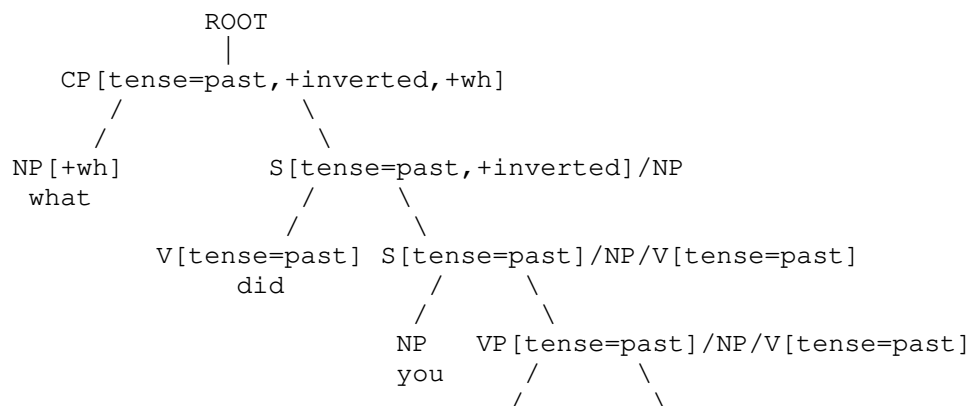 ROOT
|
CP[tense=past,+inverted,+wh]
/ \
/ \
NP[+wh] S[tense=past,+inverted]/NP
what / \
/ \
V[tense=past] S[tense=past]/NP/V[tense=past]
did / \
/ \
NP VP[tense=past]/NP/V[tense=past]
you / \
/ \